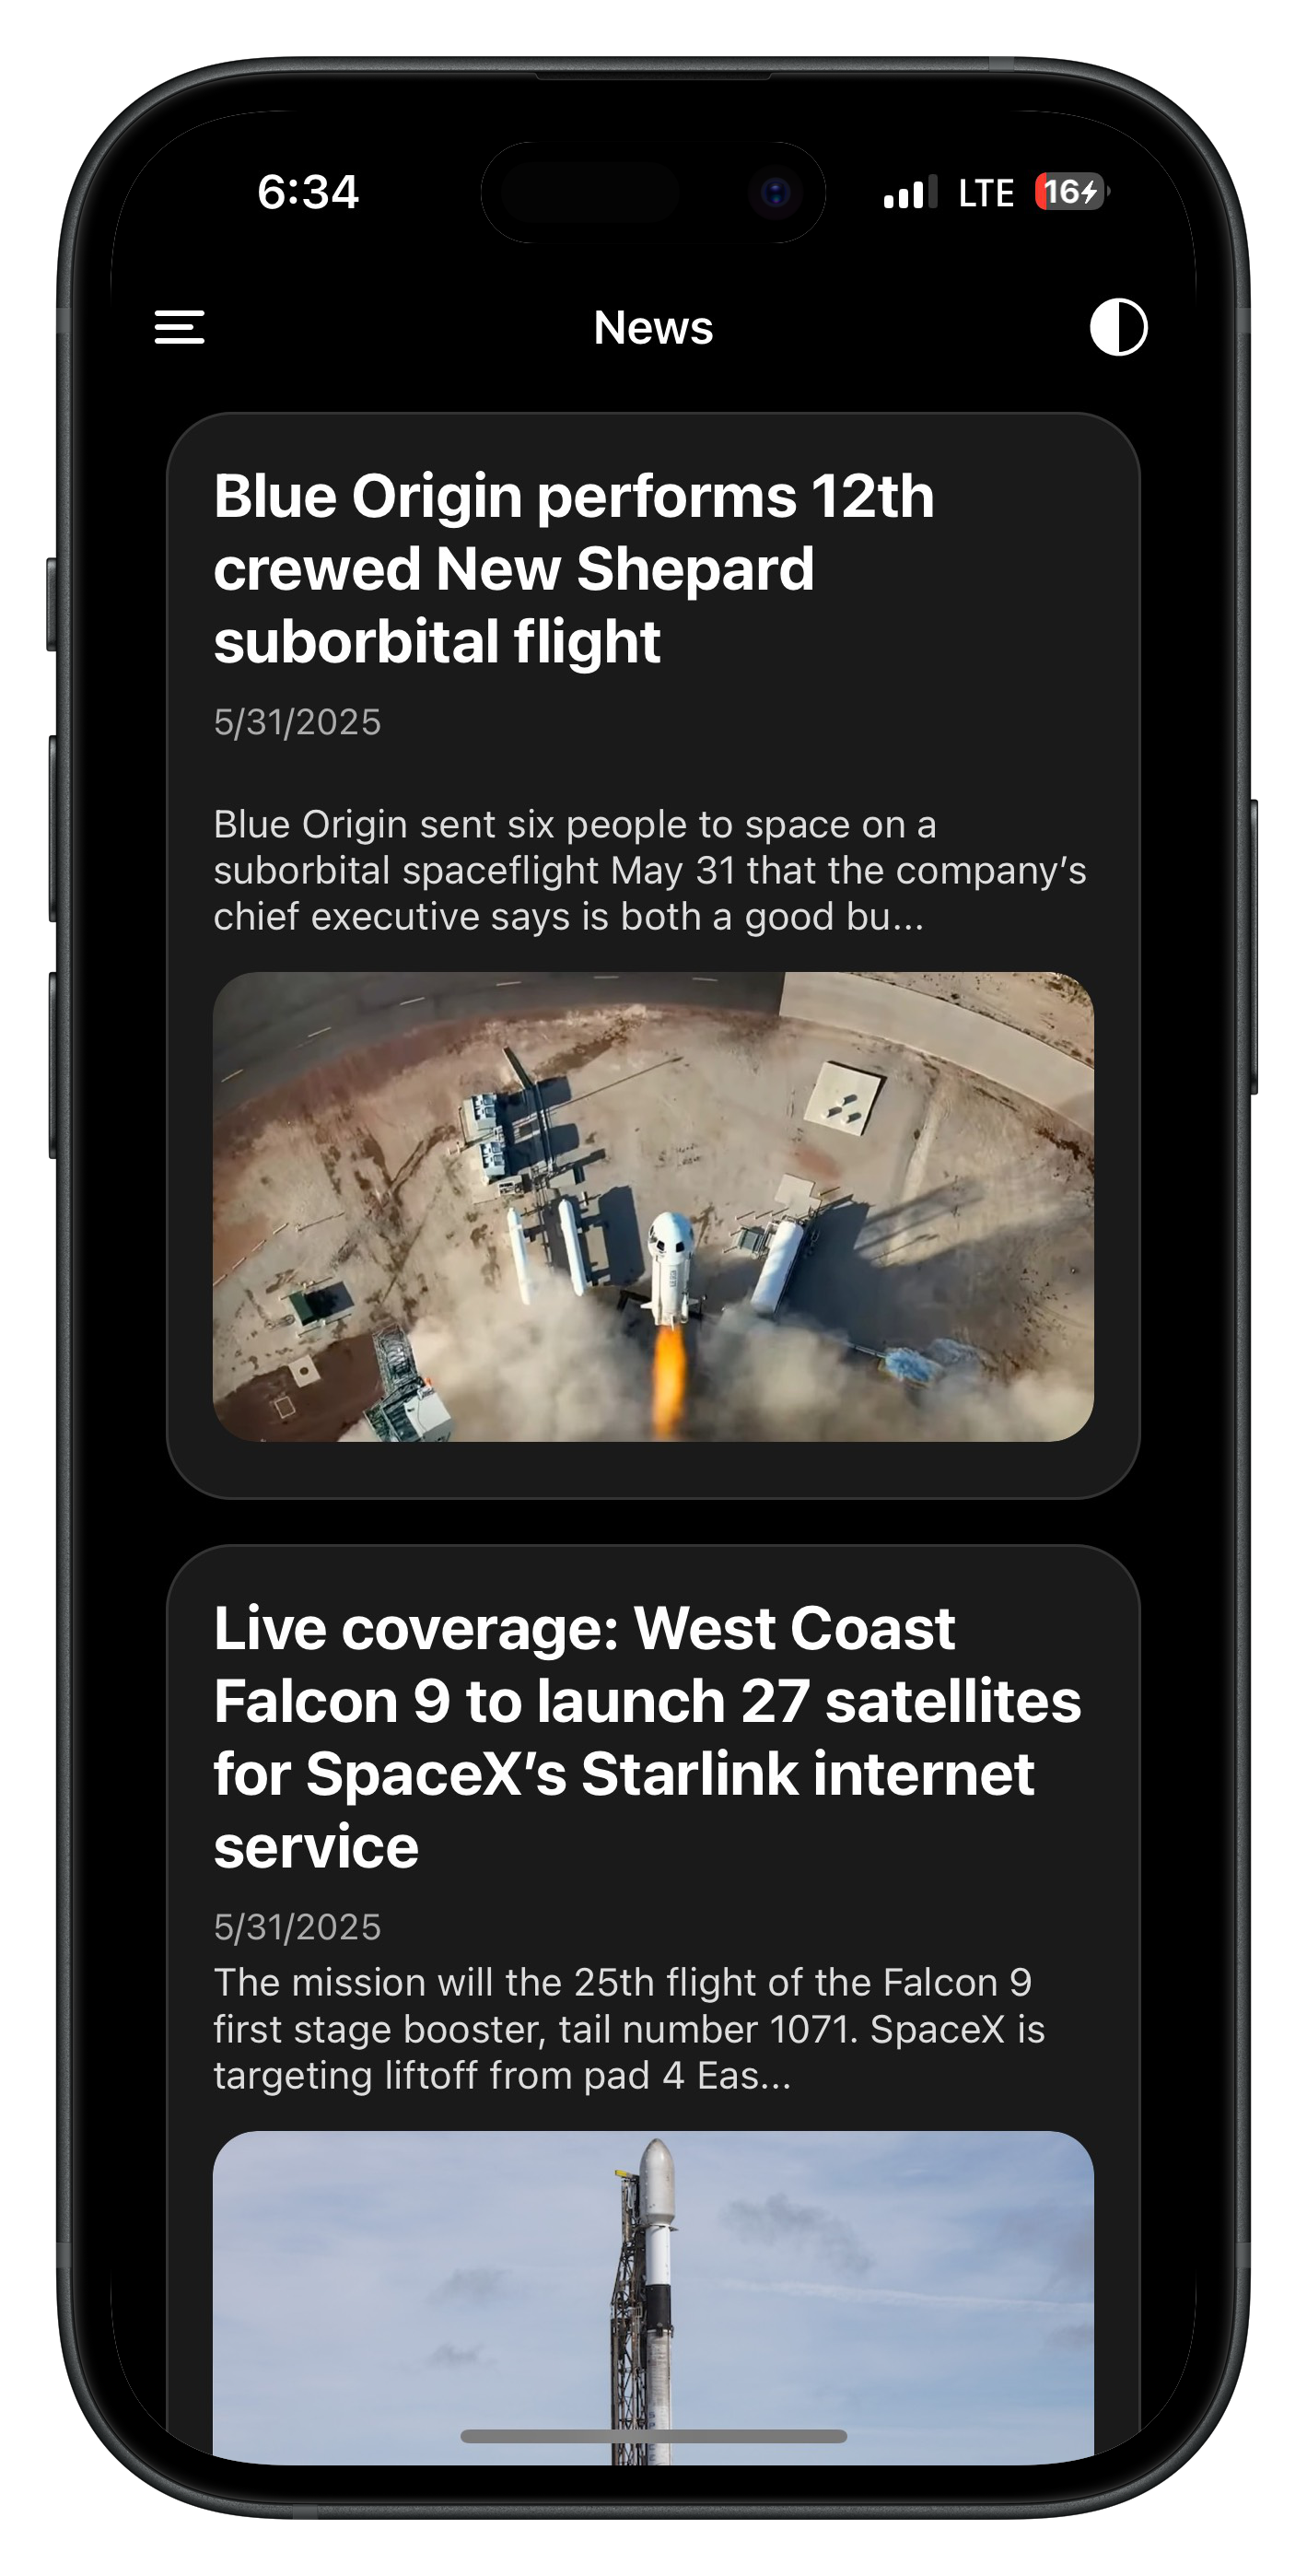 6:34
LTE
16
News
Blue Origin performs 12th
crewed New Shepard
suborbital flight
5/31/2025
Blue Origin sent six people to space on a
suborbital spaceflight May 31 that the company’s
chief executive says is both a good bu...
Live coverage: West Coast
Falcon 9 to launch 27 satellites
for SpaceX’s Starlink internet
service
5/31/2025
The mission will the 25th flight of the Falcon 9
first stage booster, tail number 1071. SpaceX is
targeting liftoff from pad 4 Eas...